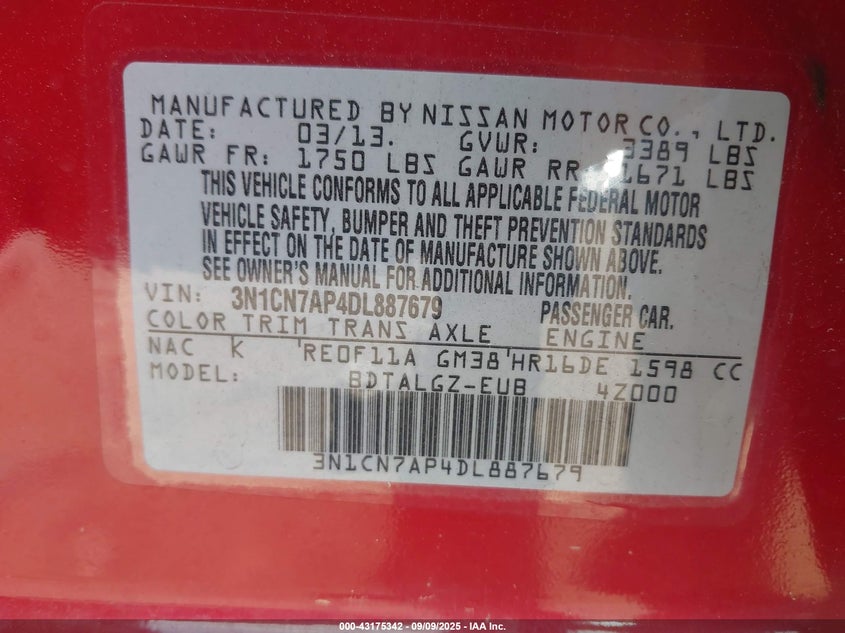 MANUFACTURED BY NISSAN MOTOR CO., LTD.
DATE: 03/13. GVWR: 3389 LBS
GAWR FR: 1750 LBS GAWR RR 1671 LBS
THIS VEHICLE CONFORMS TO ALL APPLICABLE FEDERAL MOTOR
VEHICLE SAFETY, BUMPER AND THEFT PREVENTION STANDARDS
IN EFFECT ON THE DATE OF MANUFACTURE SHOWN ABOVE.
SEE OWNER'S MANUAL FOR ADDITIONAL INFORMATION.
VIN: 3N1CN7AP4DL887679 PASSENGER CAR.
COLOR TRIM TRANS AXLE ENGINE
NAC K 'RE0F11A GM38'HR16DE 1598 CC
MODEL: BDTALGZ-EUB 4Z000
3N1CN7AP4DL887679
000-43175342 - 09/09/2025 - IAA Inc.